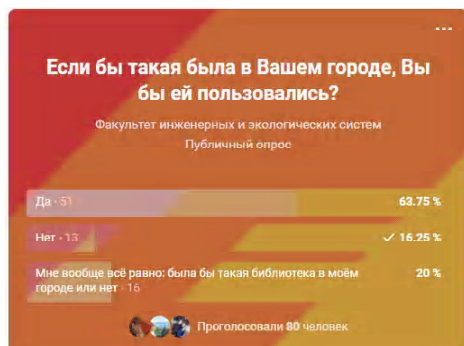 Если бы такая была в Вашем городе, Вы
бы ей пользовались?
Факультет инженерных и экологических систем
Публичный опрос
Да · 51 63.75 %
Нет · 13 16.25 %
Мне вообще всё равно: была бы такая библиотека в моём 20 %
городе или нет · 16
Проголосовали 80 человек